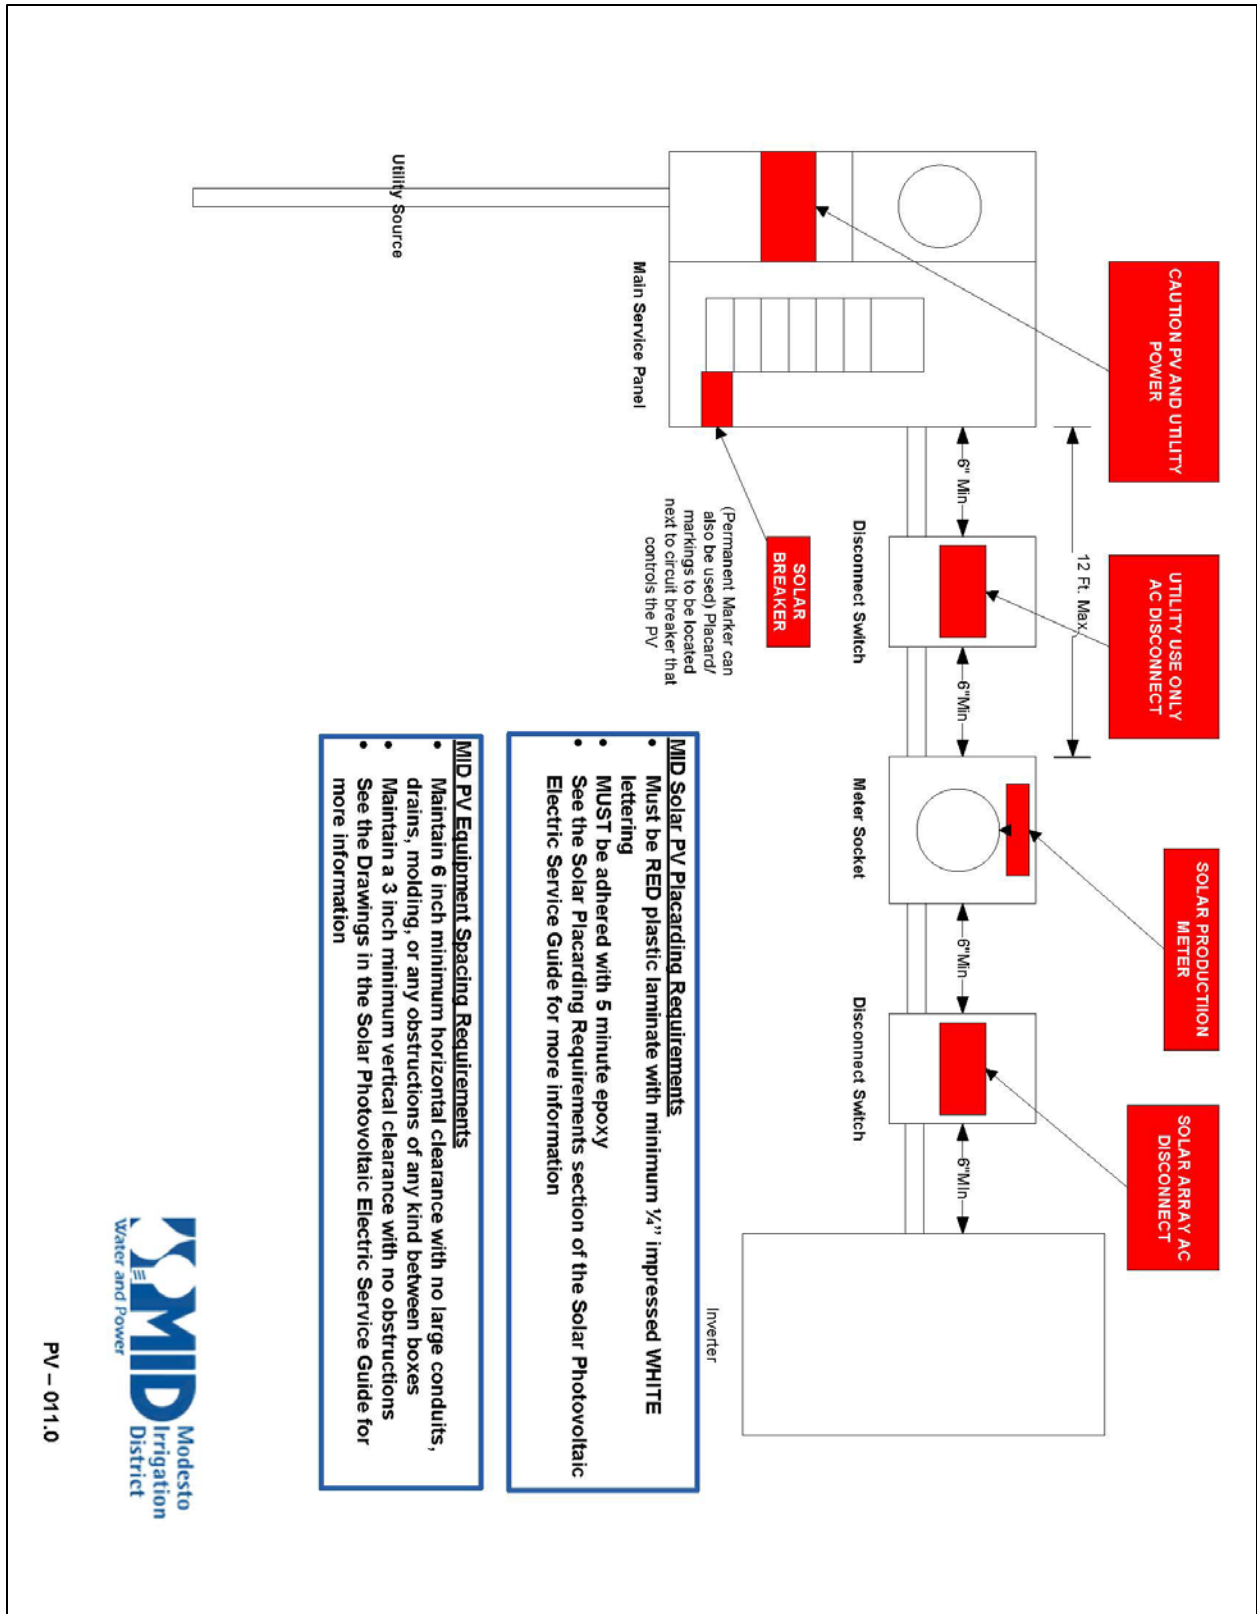 CAUTION PV AND UTILITY
POWER
UTILITY USE ONLY
AC DISCONNECT
SOLAR PRODUCTIION
METER
SOLAR ARRAY AC
DISCONNECT
12 Ft. Max.
6" Min
6"Min
6"Min
6"MIn
Disconnect Switch
Meter Socket
Disconnect Switch
Inverter
Main Service Panel
SOLAR
BREAKER
(Permanent Marker can
also be used) Placard/
markings to be located
next to circuit breaker that
controls the PV
Utility Source
MID Solar PV Placarding Requirements
• Must be RED plastic laminate with minimum ¼” impressed WHITE
lettering
• MUST be adhered with 5 minute epoxy
• See the Solar Placarding Requirements section of the Solar Photovoltaic
Electric Service Guide for more information
MID PV Equipment Spacing Requirements
• Maintain 6 inch minimum horizontal clearance with no large conduits,
drains, molding, or any obstructions of any kind between boxes
• Maintain a 3 inch minimum vertical clearance with no obstructions
• See the Drawings in the Solar Photovoltaic Electric Service Guide for
more information
MID
Modesto
Irrigation
District
Water and Power
PV – 011.0